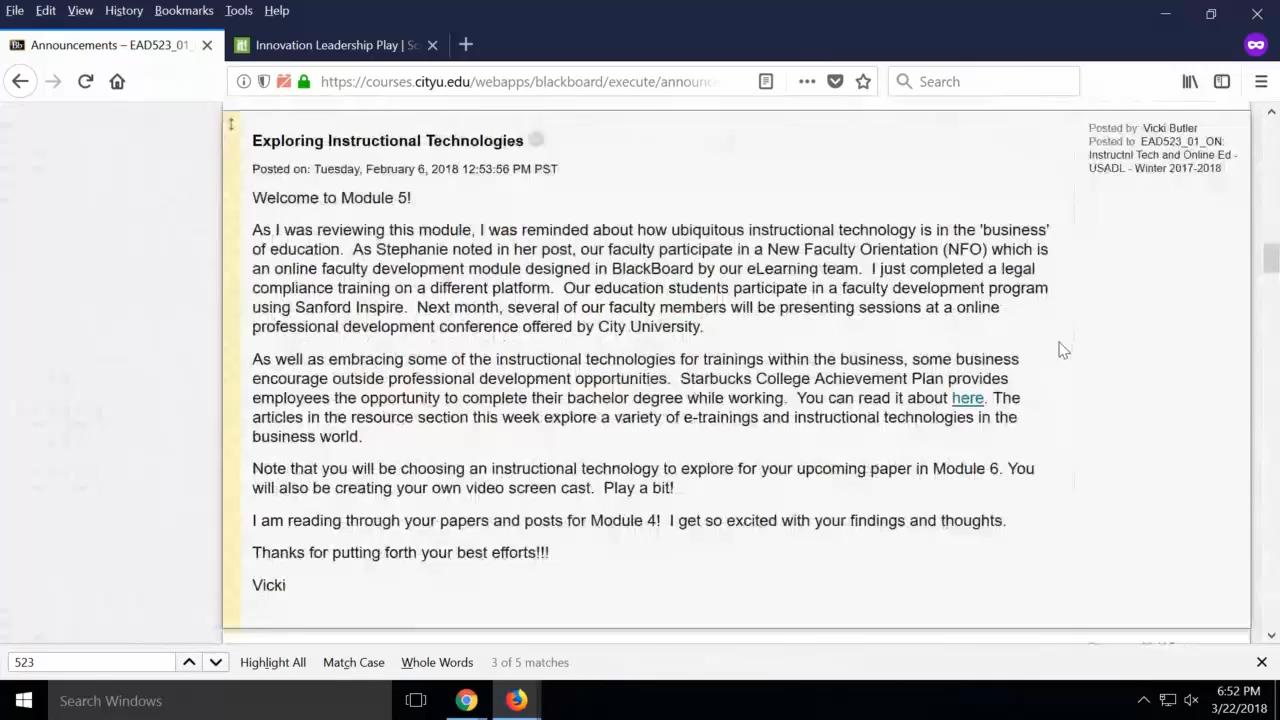 File Edit View History Bookmarks Tools Help
Announcements – EAD523_01_
Innovation Leadership Play | Sc
https://courses.cityu.edu/webapps/blackboard/execute/announce
Search
Exploring Instructional Technologies
Posted by Vicki Butler
Posted to EAD523_01_ON:
Instructnl Tech and Online Ed -
USADL - Winter 2017-2018
Posted on: Tuesday, February 6, 2018 12:53:56 PM PST
Welcome to Module 5!
As I was reviewing this module, I was reminded about how ubiquitous instructional technology is in the 'business'
of education. As Stephanie noted in her post, our faculty participate in a New Faculty Orientation (NFO) which is
an online faculty development module designed in BlackBoard by our eLearning team. I just completed a legal
compliance training on a different platform. Our education students participate in a faculty development program
using Sanford Inspire. Next month, several of our faculty members will be presenting sessions at a online
professional development conference offered by City University.
As well as embracing some of the instructional technologies for trainings within the business, some business
encourage outside professional development opportunities. Starbucks College Achievement Plan provides
employees the opportunity to complete their bachelor degree while working. You can read it about here. The
articles in the resource section this week explore a variety of e-trainings and instructional technologies in the
business world.
Note that you will be choosing an instructional technology to explore for your upcoming paper in Module 6. You
will also be creating your own video screen cast. Play a bit!
I am reading through your papers and posts for Module 4! I get so excited with your findings and thoughts.
Thanks for putting forth your best efforts!!!
Vicki
523
Highlight All Match Case Whole Words 3 of 5 matches
Search Windows
6:52 PM
3/22/2018